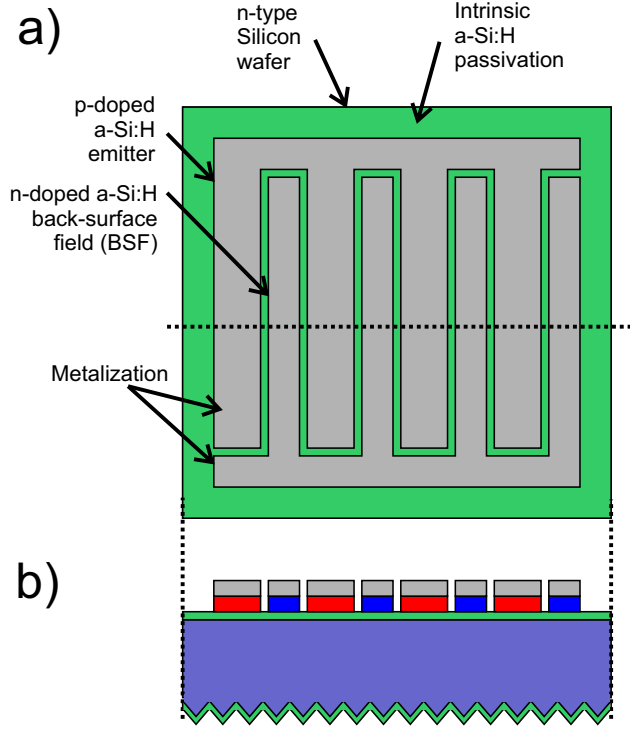 a)
n-type
Silicon
wafer
Intrinsic
a-Si:H
passivation
p-doped
a-Si:H
emitter
n-doped a-Si:H
back-surface
field (BSF)
Metalization
b)